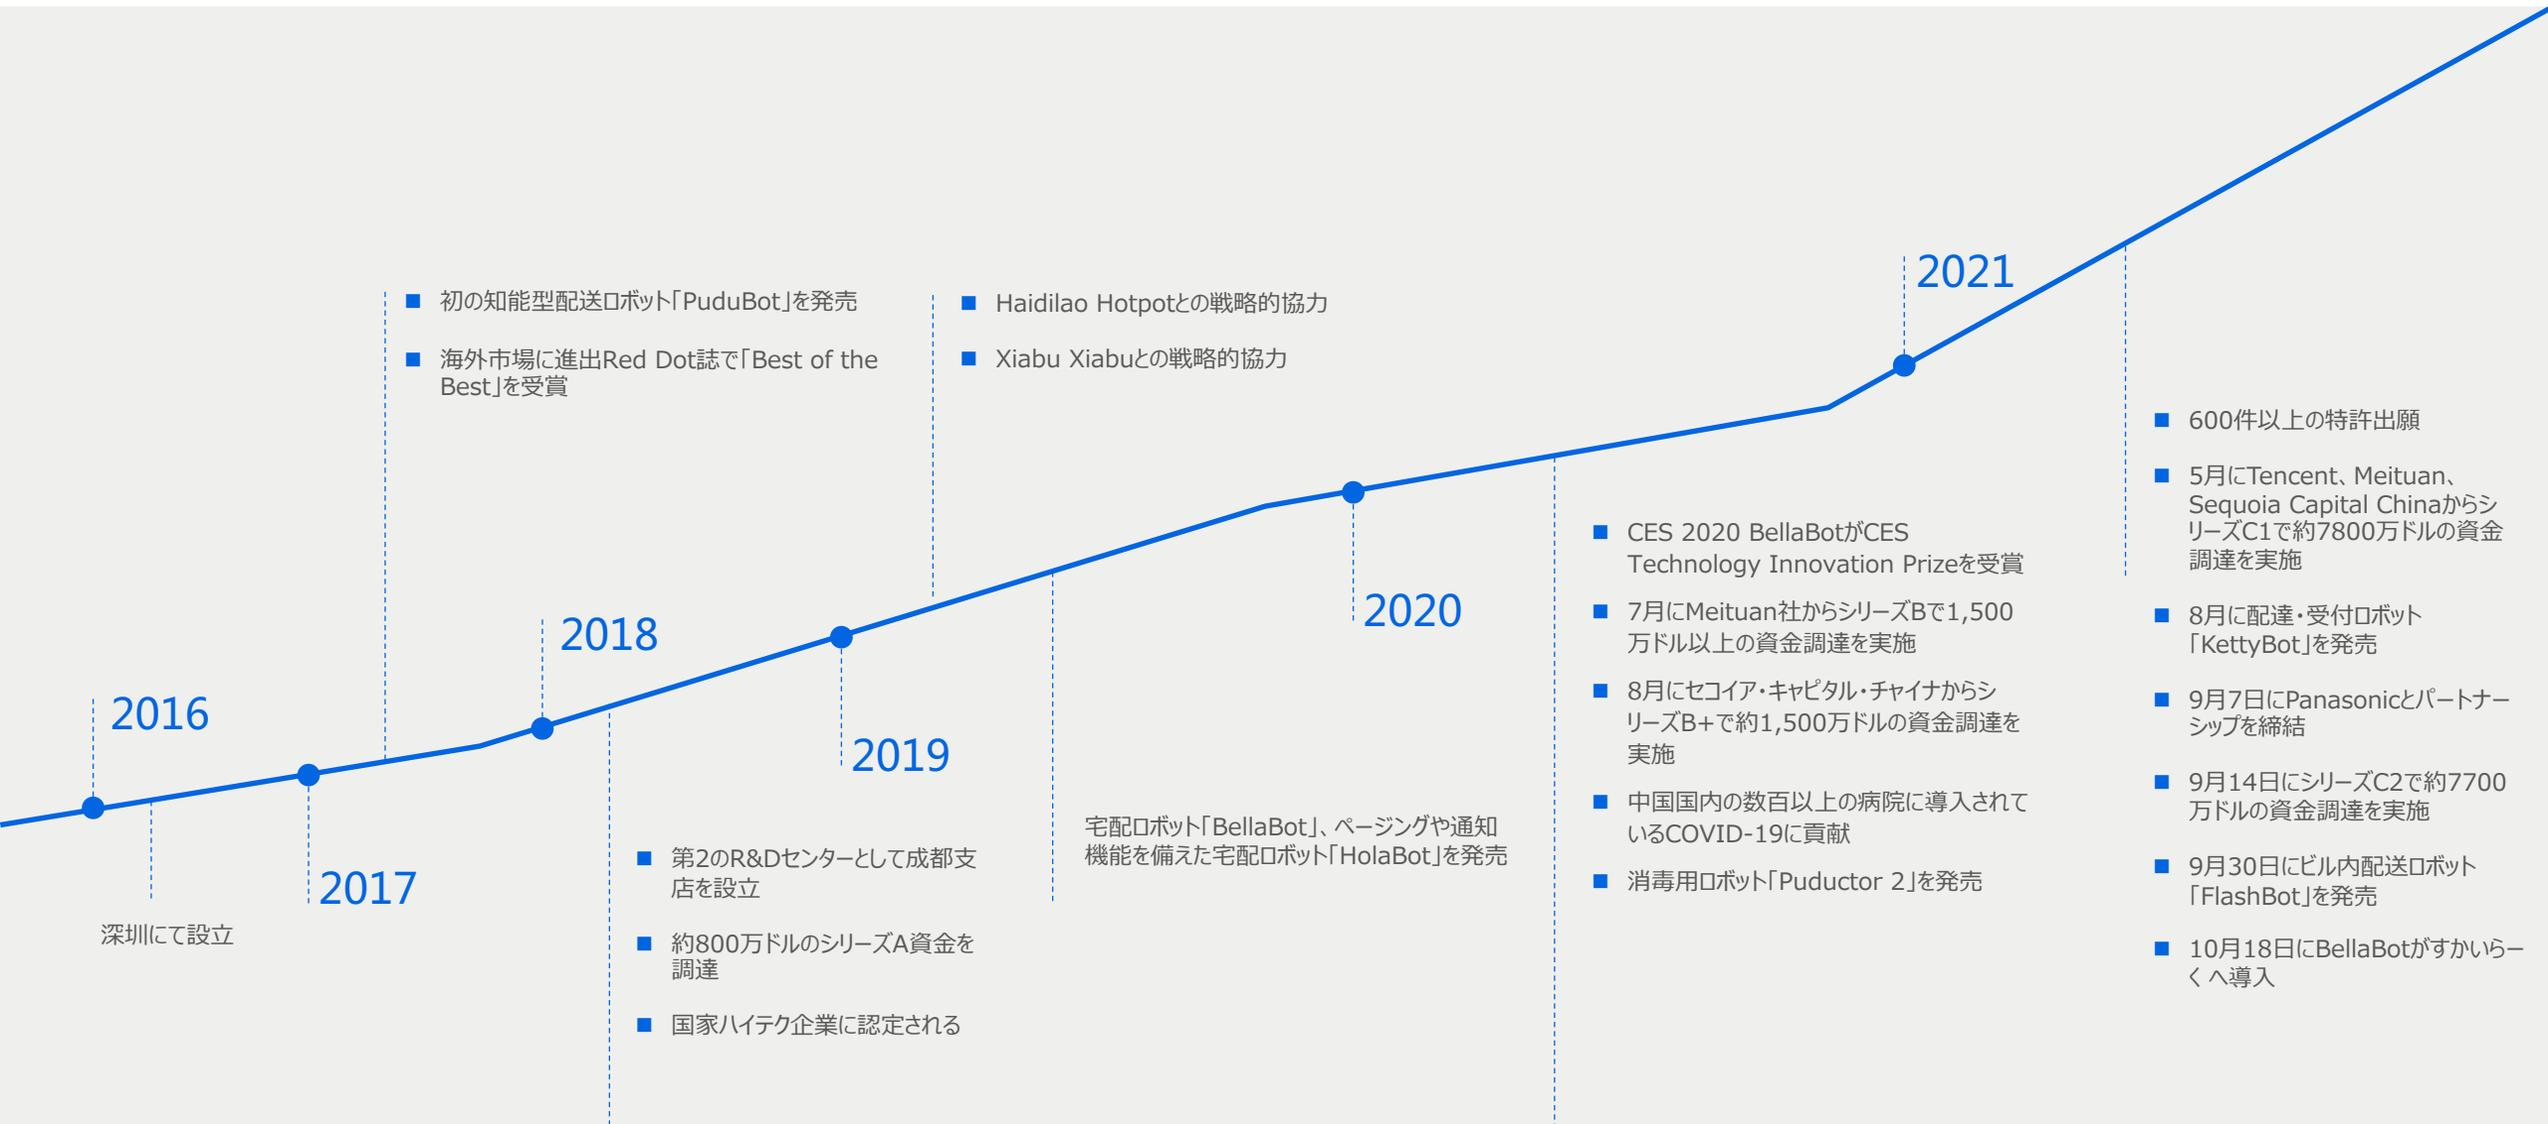 2016
深圳にて設立
2017
初の知能型配送ロボット「PuduBot」を発売
海外市場に進出Red Dot誌で「Best of the
Best」を受賞
2018
第2のR&Dセンターとして成都支
店を設立
約800万ドルのシリーズA資金を
調達
国家ハイテク企業に認定される
2019
Haidilao Hotpotとの戦略的協力
Xiabu Xiabuとの戦略的協力
宅配ロボット「BellaBot」、ページングや通知
機能を備えた宅配ロボット「HolaBot」を発売
2020
CES 2020 BellaBotがCES
Technology Innovation Prizeを受賞
7月にMeituan社からシリーズBで1,500
万ドル以上の資金調達を実施
8月にセコイア・キャピタル・チャイナからシ
リーズB+で約1,500万ドルの資金調達を
実施
中国国内の数百以上の病院に導入されて
いるCOVID-19に貢献
消毒用ロボット「Puductor 2」を発売
2021
600件以上の特許出願
5月にTencent、Meituan、
Sequoia Capital Chinaからシ
リーズC1で約7800万ドルの資金
調達を実施
8月に配達・受付ロボット
「KettyBot」を発売
9月7日にPanasonicとパートナー
シップを締結
9月14日にシリーズC2で約7700
万ドルの資金調達を実施
9月30日にビル内配送ロボット
「FlashBot」を発売
10月18日にBellaBotがすかいらー
くへ導入